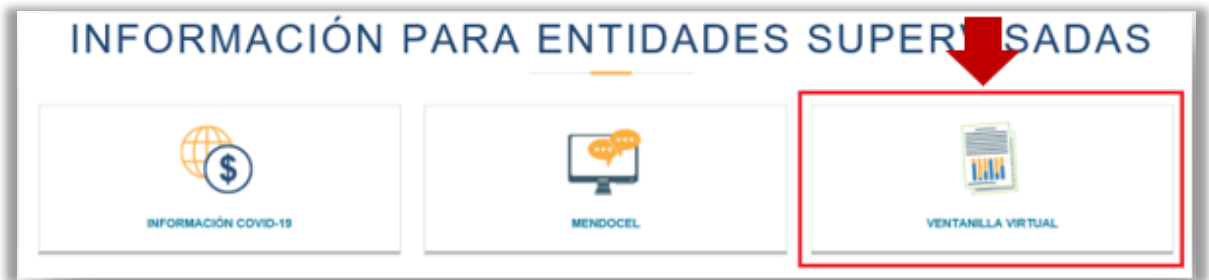 INFORMACIÓN PARA ENTIDADES SUPERVISADAS
$
INFORMACIÓN COVID-19
MENDOCEL
VENTANILLA VIRTUAL